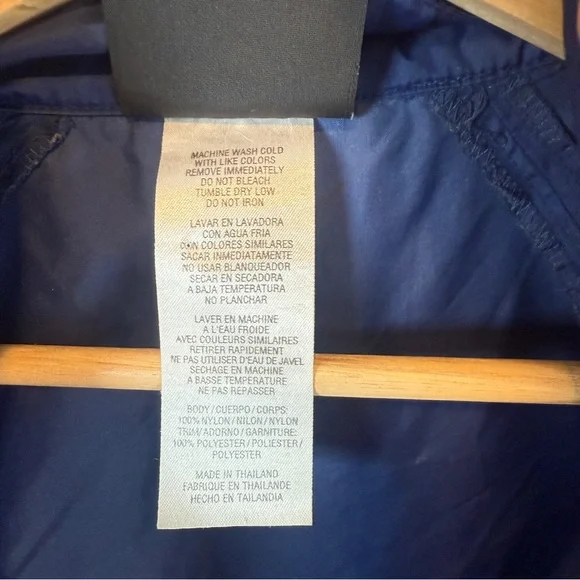 MACHINE WASH COLD
WITH LIKE COLORS
REMOVE IMMEDIATELY
DO NOT BLEACH
TUMBLE DRY LOW
DO NOT IRON
LAVAR EN LAVADORA
CON AGUA FRIA
CON COLORES SIMILARES
SACAR INMEDIATAMENTE
NO USAR BLANQUEADOR
SECAR EN SECADORA
A BAJA TEMPERATURA
NO PLANCHAR
LAVER EN MACHINE
A L'EAU FROIDE
AVEC COULEURS SIMILAIRES
RETIRER RAPIDEMENT
NE PAS UTILISER D'EAU DE JAVEL
SECHAGE EN MACHINE
A BASSE TEMPERATURE
NE PAS REPASSER
BODY/CUERPO/CORPS:
100% NYLON/NILON/NYLON
TRIM/ADORNO/GARNITURE:
100% POLYESTER/POLIESTER/
POLYESTER
MADE IN THAILAND
FABRIQUE EN THAILANDE
HECHO EN TAILANDIA